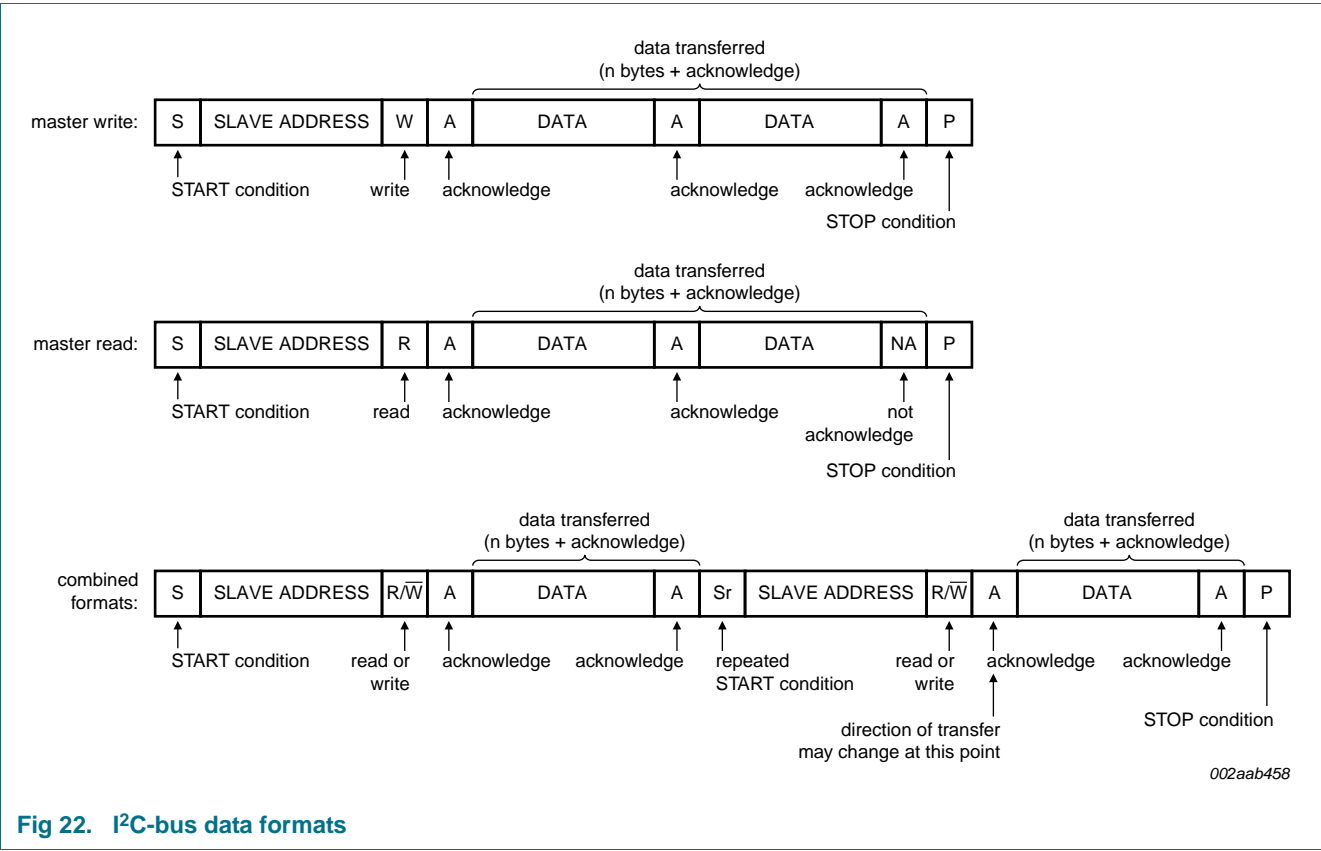 data transferred
(n bytes + acknowledge)
master write: S SLAVE ADDRESS W A DATA A DATA A P
START condition write acknowledge acknowledge acknowledge
STOP condition
data transferred
(n bytes + acknowledge)
master read: S SLAVE ADDRESS R A DATA A DATA NA P
START condition read acknowledge acknowledge not
acknowledge
STOP condition
data transferred data transferred
(n bytes + acknowledge) (n bytes + acknowledge)
combined
formats: S SLAVE ADDRESS R/W̅ A DATA A Sr SLAVE ADDRESS R/W̅ A DATA A P
START condition read or acknowledge acknowledge repeated read or acknowledge acknowledge
write START condition write
direction of transfer STOP condition
may change at this point
002aab458
Fig 22. I²C-bus data formats